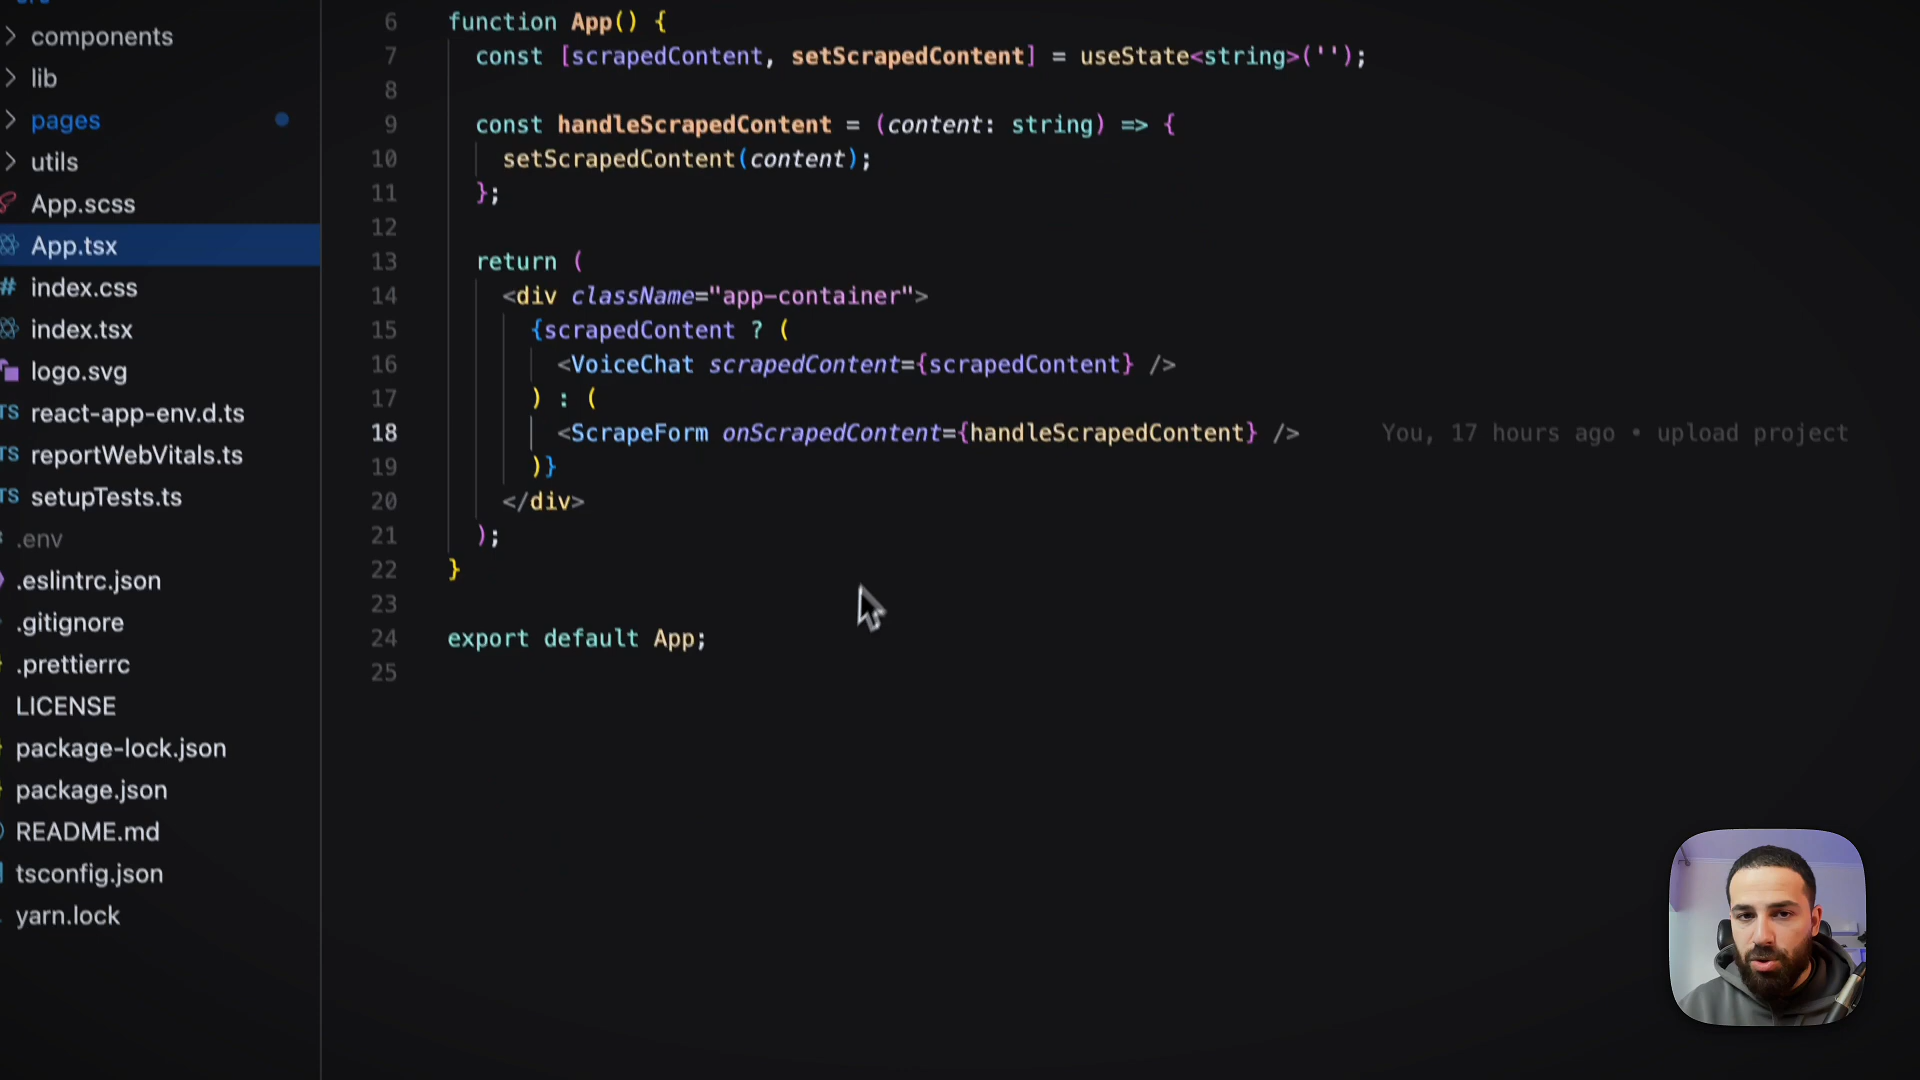 components
lib
pages
utils
App.scss
App.tsx
# index.css
index.tsx
logo.svg
TS react-app-env.d.ts
TS reportWebVitals.ts
TS setupTests.ts
.env
.eslintrc.json
.gitignore
.prettierrc
LICENSE
package-lock.json
package.json
README.md
tsconfig.json
yarn.lock
6 function App() {
7 const [scrapedContent, setScrapedContent] = useState<string>('');
8
9 const handleScrapedContent = (content: string) => {
10 setScrapedContent(content);
11 };
12
13 return (
14 <div className="app-container">
15 {scrapedContent ? (
16 <VoiceChat scrapedContent={scrapedContent} />
17 ) : (
18 <ScrapeForm onScrapedContent={handleScrapedContent} /> You, 17 hours ago • upload project
19 )}
20 </div>
21 );
22 }
23
24 export default App;
25